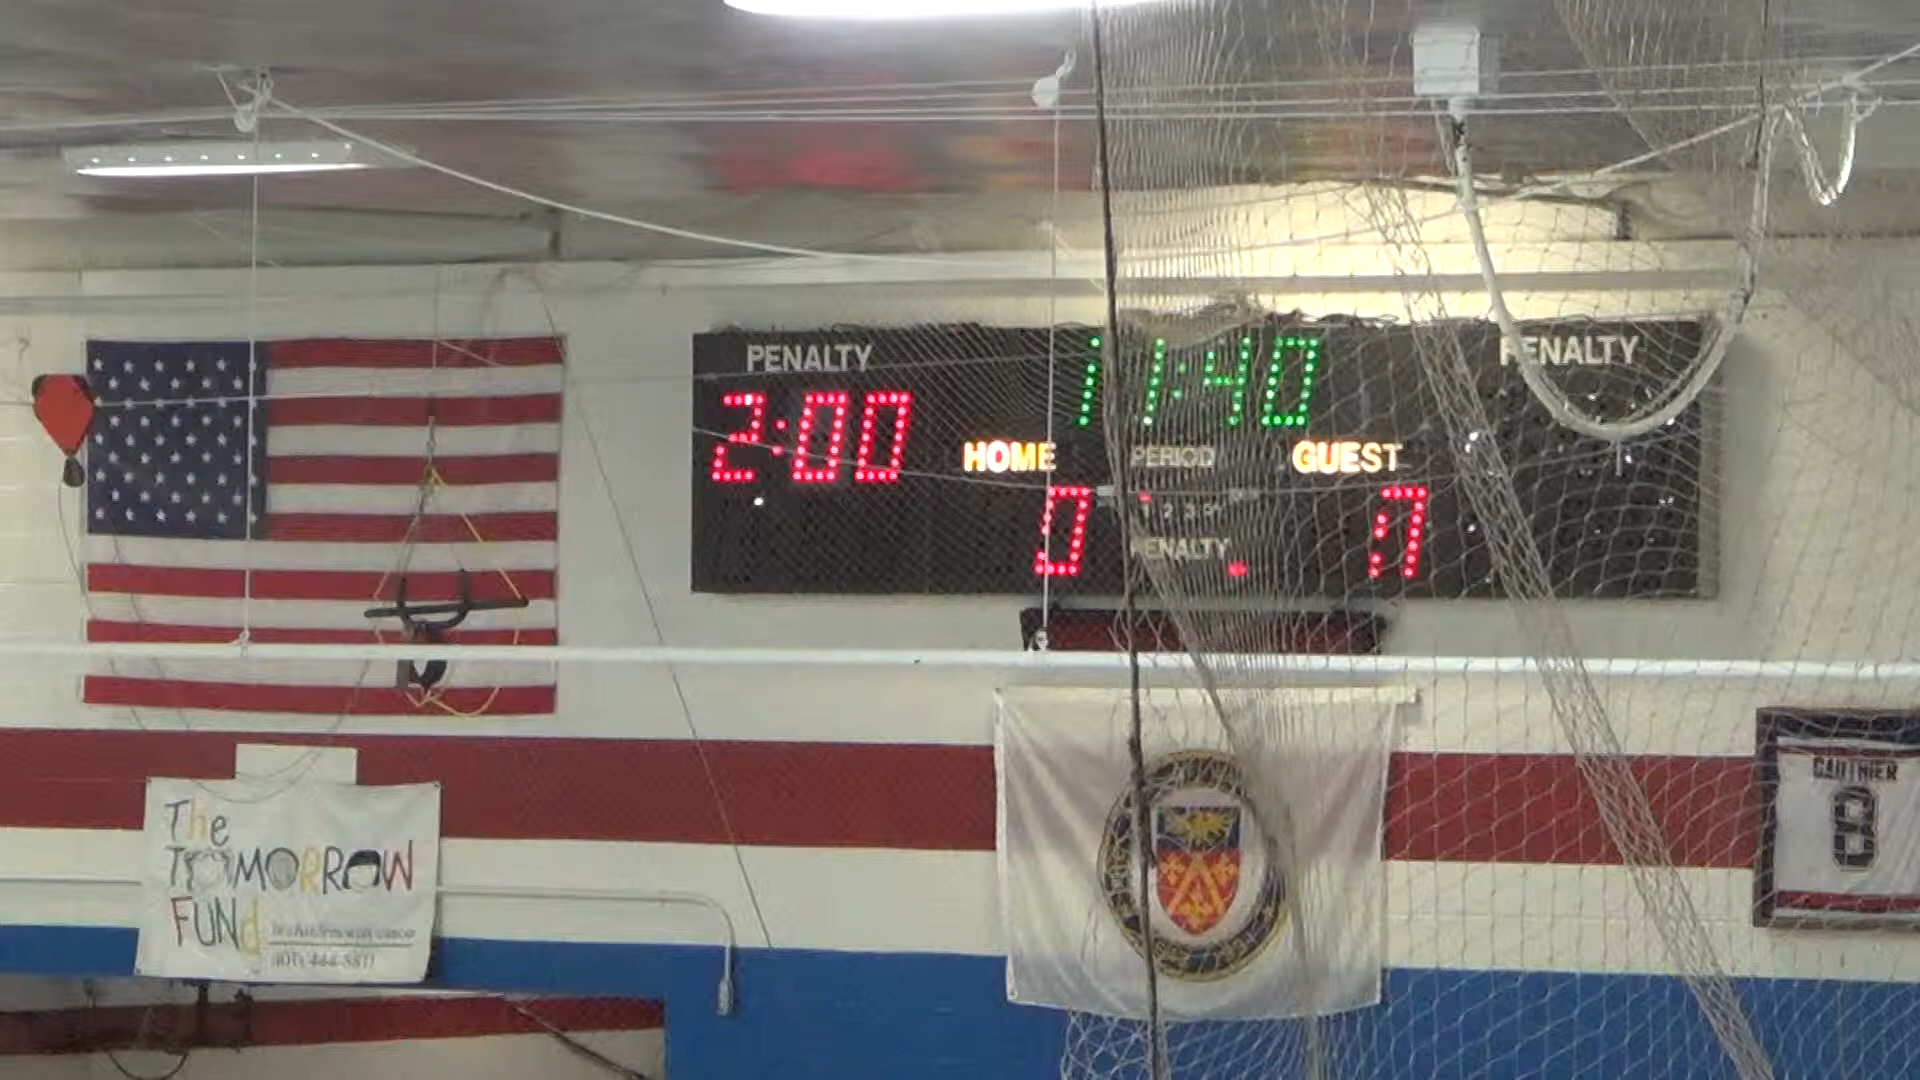 PENALTY
11:40
PENALTY
2:00
HOME
PERIOD
GUEST
0
1 2 3 OT
PENALTY
GAUTHIER
8
The
TOMORROW
FUNd